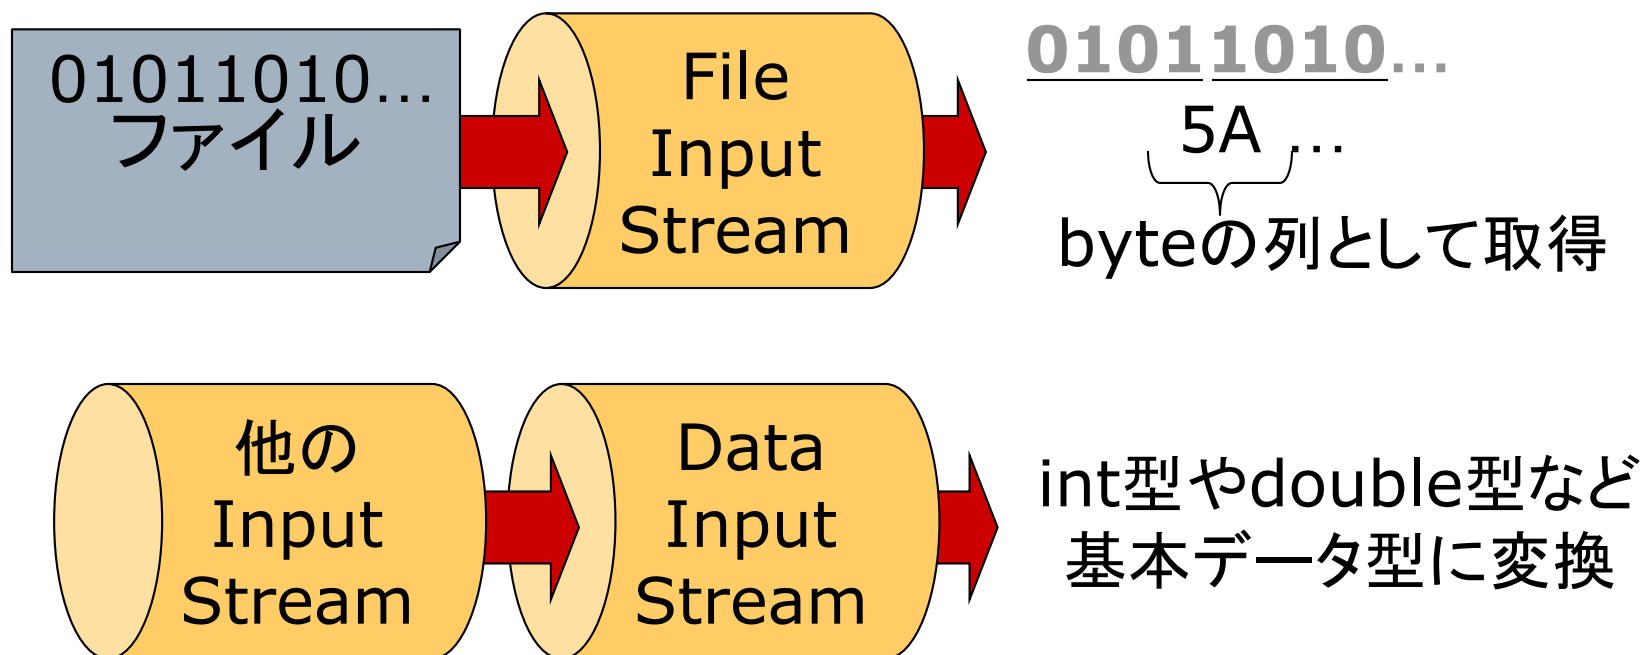 01011010…
ファイル
File
Input
Stream
01011010…
5A …
byteの列として取得
他の
Input
Stream
Data
Input
Stream
int型やdouble型など
基本データ型に変換